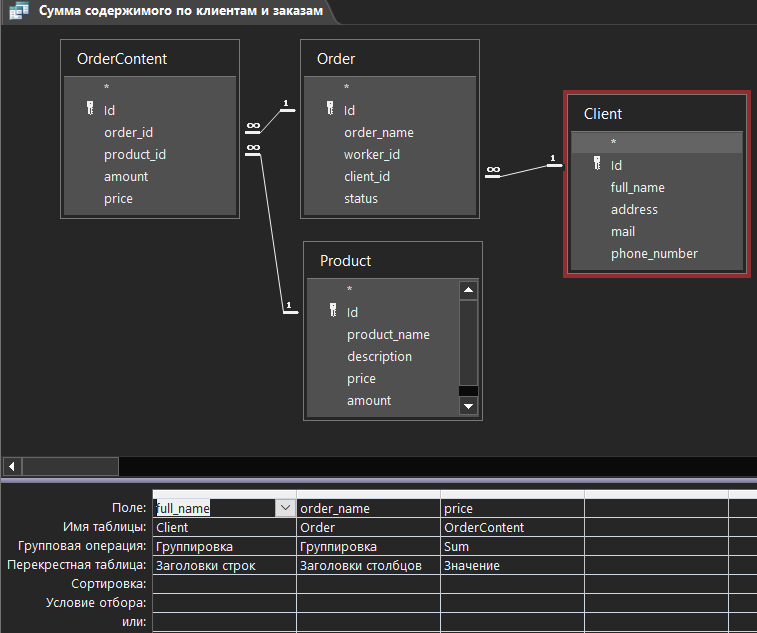 Сумма содержимого по клиентам и заказам
OrderContent
*
Id
order_id
product_id
amount
price
∞
∞
1
1
Order
*
Id
order_name
worker_id
client_id
status
∞
1
Client
*
Id
full_name
address
mail
phone_number
Product
*
Id
product_name
description
price
amount
Поле: full_name order_name price
Имя таблицы: Client Order OrderContent
Групповая операция: Группировка Группировка Sum
Перекрестная таблица: Заголовки строк Заголовки столбцов Значение
Сортировка:
Условие отбора:
или: